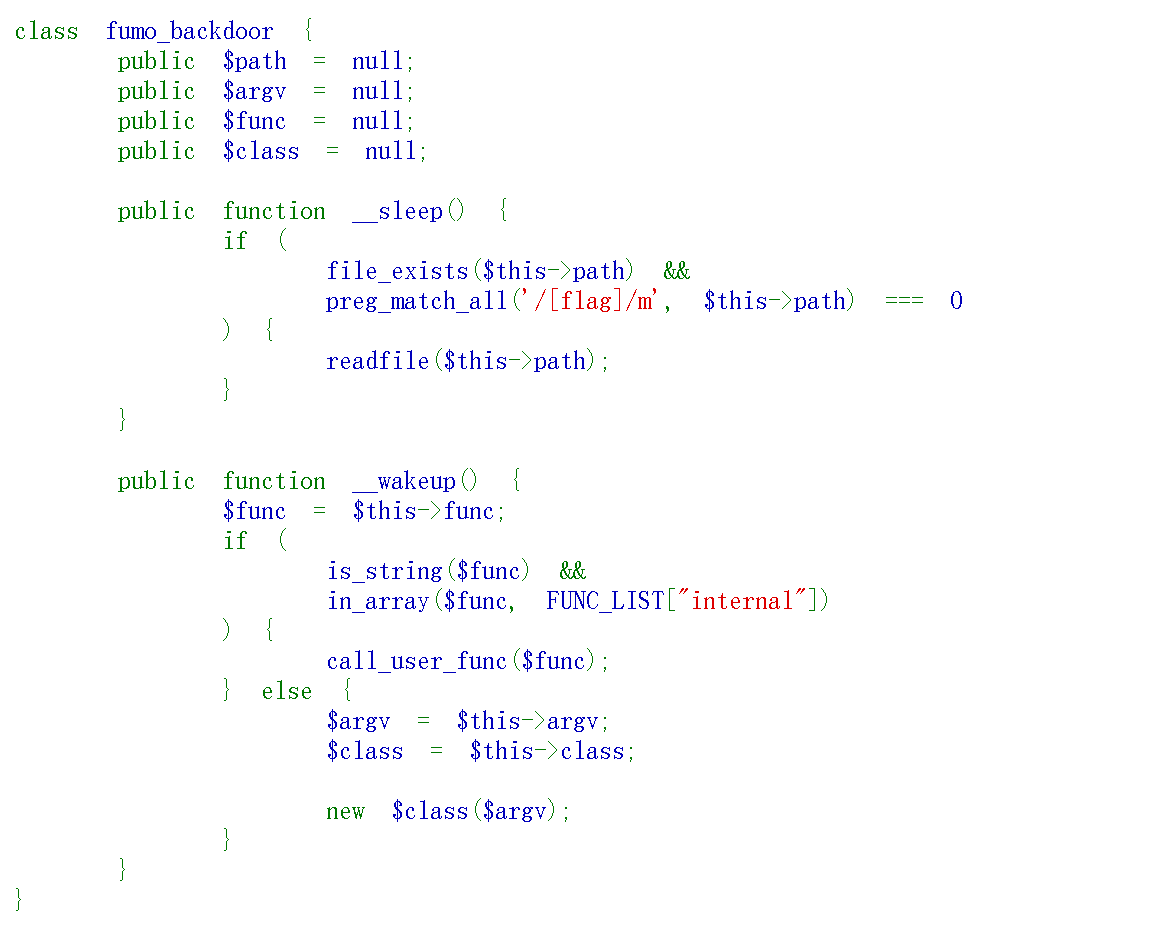 class fumo_backdoor {
public $path = null;
public $argv = null;
public $func = null;
public $class = null;
public function __sleep() {
if (
file_exists($this->path) &&
preg_match_all('/[flag]/m', $this->path) === 0
) {
readfile($this->path);
}
}
public function __wakeup() {
$func = $this->func;
if (
is_string($func) &&
in_array($func, FUNC_LIST["internal"])
) {
call_user_func($func);
} else {
$argv = $this->argv;
$class = $this->class;
new $class($argv);
}
}
}